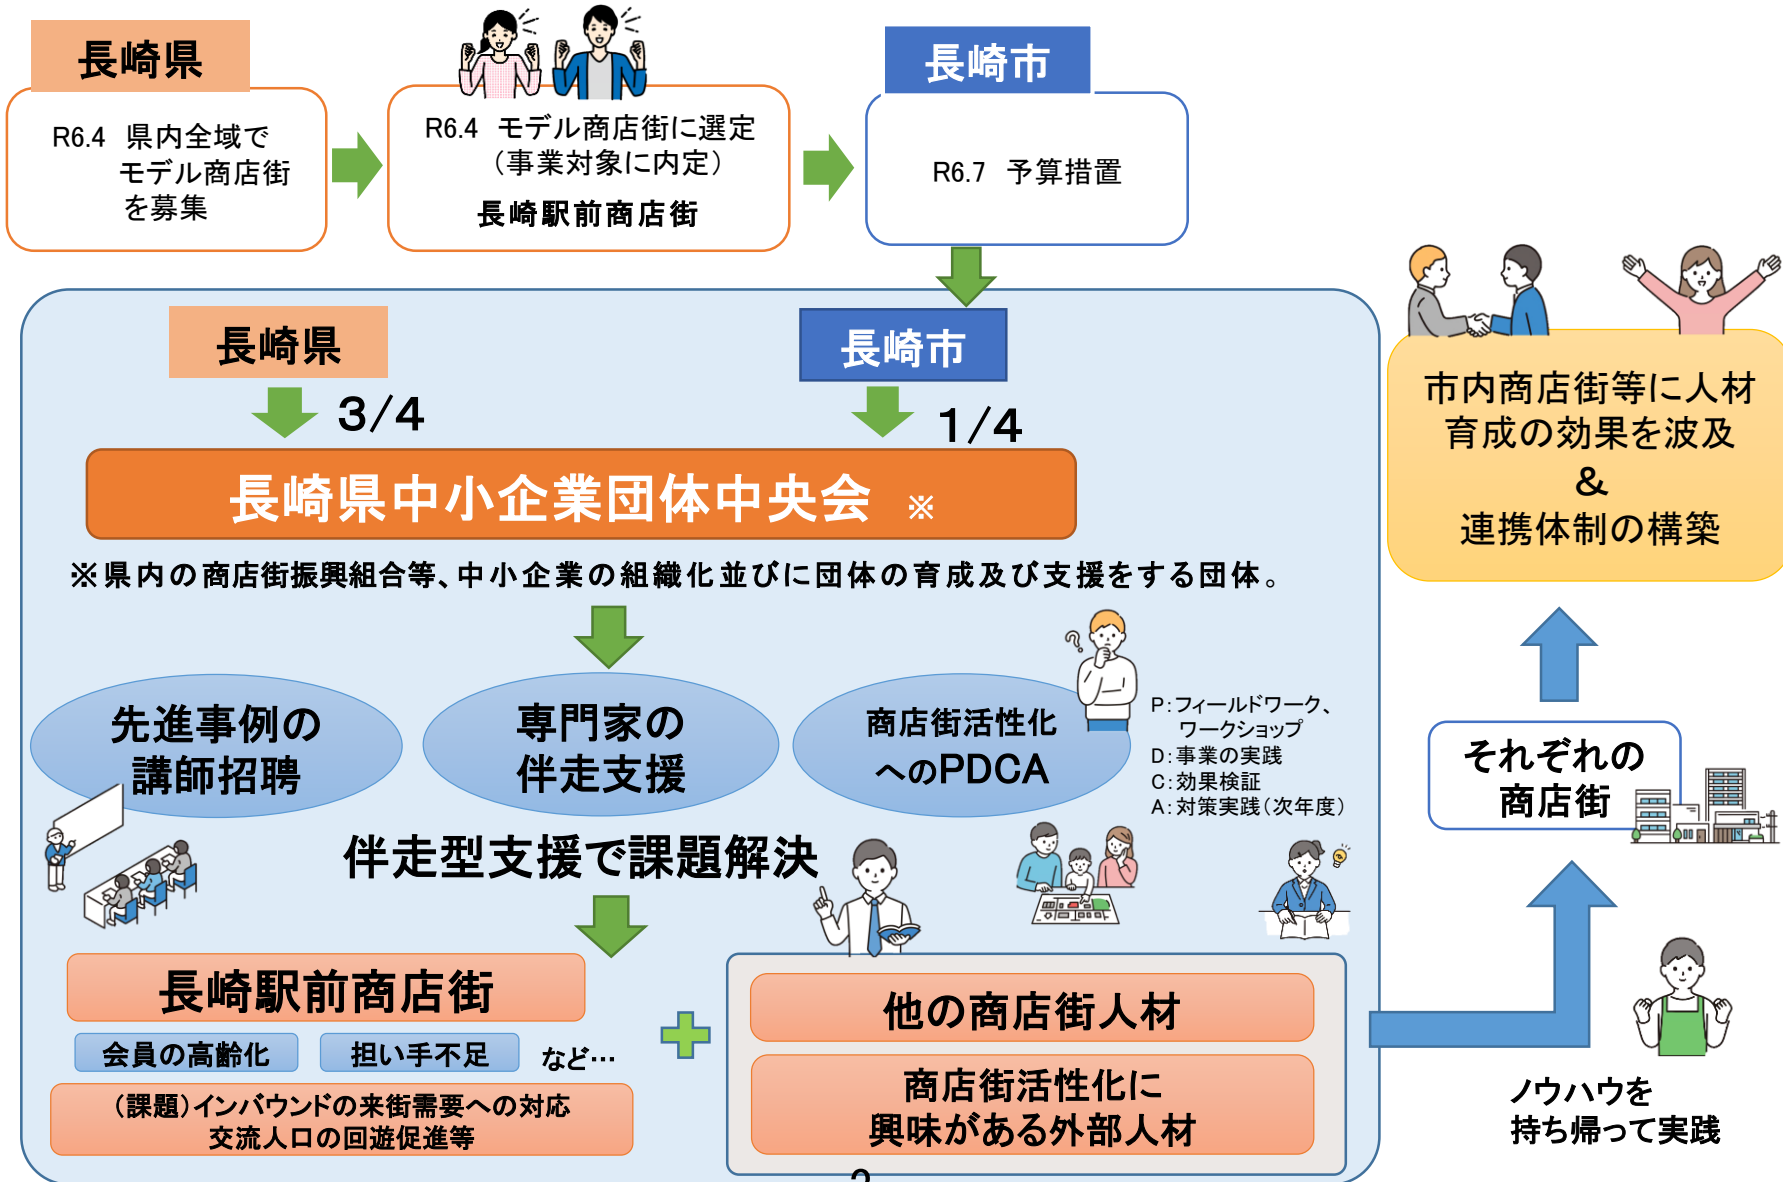 長崎県
R6.4 県内全域で
モデル商店街
を募集
R6.4 モデル商店街に選定
（事業対象に内定）
長崎駅前商店街
長崎市
R6.7 予算措置
長崎県
3/4
長崎市
1/4
長崎県中小企業団体中央会 ※
※県内の商店街振興組合等、中小企業の組織化並びに団体の育成及び支援をする団体。
先進事例の
講師招聘
専門家の
伴走支援
商店街活性化
へのPDCA
P：フィールドワーク、
ワークショップ
D：事業の実践
C：効果検証
A：対策実践（次年度）
伴走型支援で課題解決
長崎駅前商店街
会員の高齢化
担い手不足
など…
（課題）インバウンドの来街需要への対応
交流人口の回遊促進等
他の商店街人材
商店街活性化に
興味がある外部人材
ノウハウを
持ち帰って実践
それぞれの
商店街
市内商店街等に人材
育成の効果を波及
&
連携体制の構築